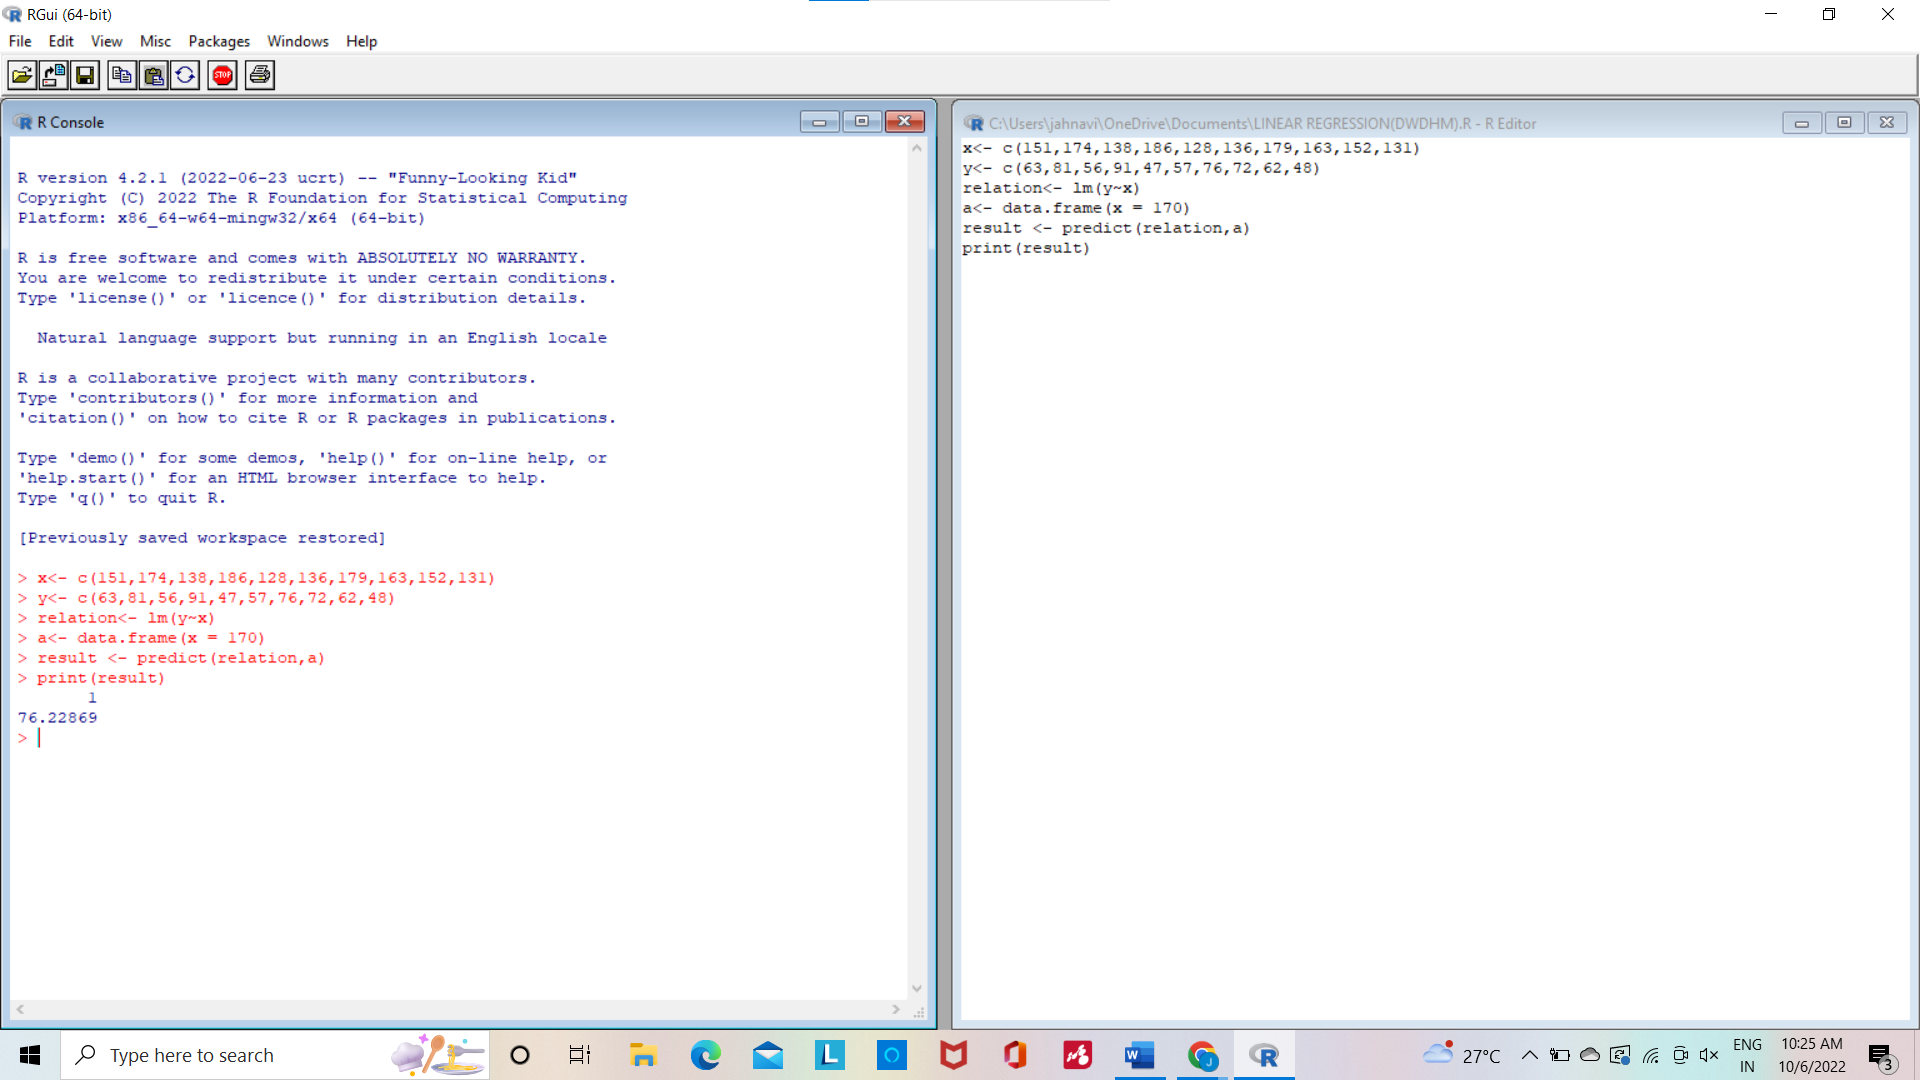 RGui (64-bit)
File Edit View Misc Packages Windows Help
STOP
R Console
R version 4.2.1 (2022-06-23 ucrt) -- "Funny-Looking Kid"
Copyright (C) 2022 The R Foundation for Statistical Computing
Platform: x86_64-w64-mingw32/x64 (64-bit)
R is free software and comes with ABSOLUTELY NO WARRANTY.
You are welcome to redistribute it under certain conditions.
Type 'license()' or 'licence()' for distribution details.
Natural language support but running in an English locale
R is a collaborative project with many contributors.
Type 'contributors()' for more information and
'citation()' on how to cite R or R packages in publications.
Type 'demo()' for some demos, 'help()' for on-line help, or
'help.start()' for an HTML browser interface to help.
Type 'q()' to quit R.
[Previously saved workspace restored]
> x<- c(151,174,138,186,128,136,179,163,152,131)
> y<- c(63,81,56,91,47,57,76,72,62,48)
> relation<- lm(y~x)
> a<- data.frame(x = 170)
> result <- predict(relation,a)
> print(result)
1
76.22869
>
C:\Users\jahnavi\OneDrive\Documents\LINEAR REGRESSION(DWDHM).R - R Editor
x<- c(151,174,138,186,128,136,179,163,152,131)
y<- c(63,81,56,91,47,57,76,72,62,48)
relation<- lm(y~x)
a<- data.frame(x = 170)
result <- predict(relation,a)
print(result)
Type here to search
L
W
J
R
27°C
ENG
IN
10:25 AM
10/6/2022
3